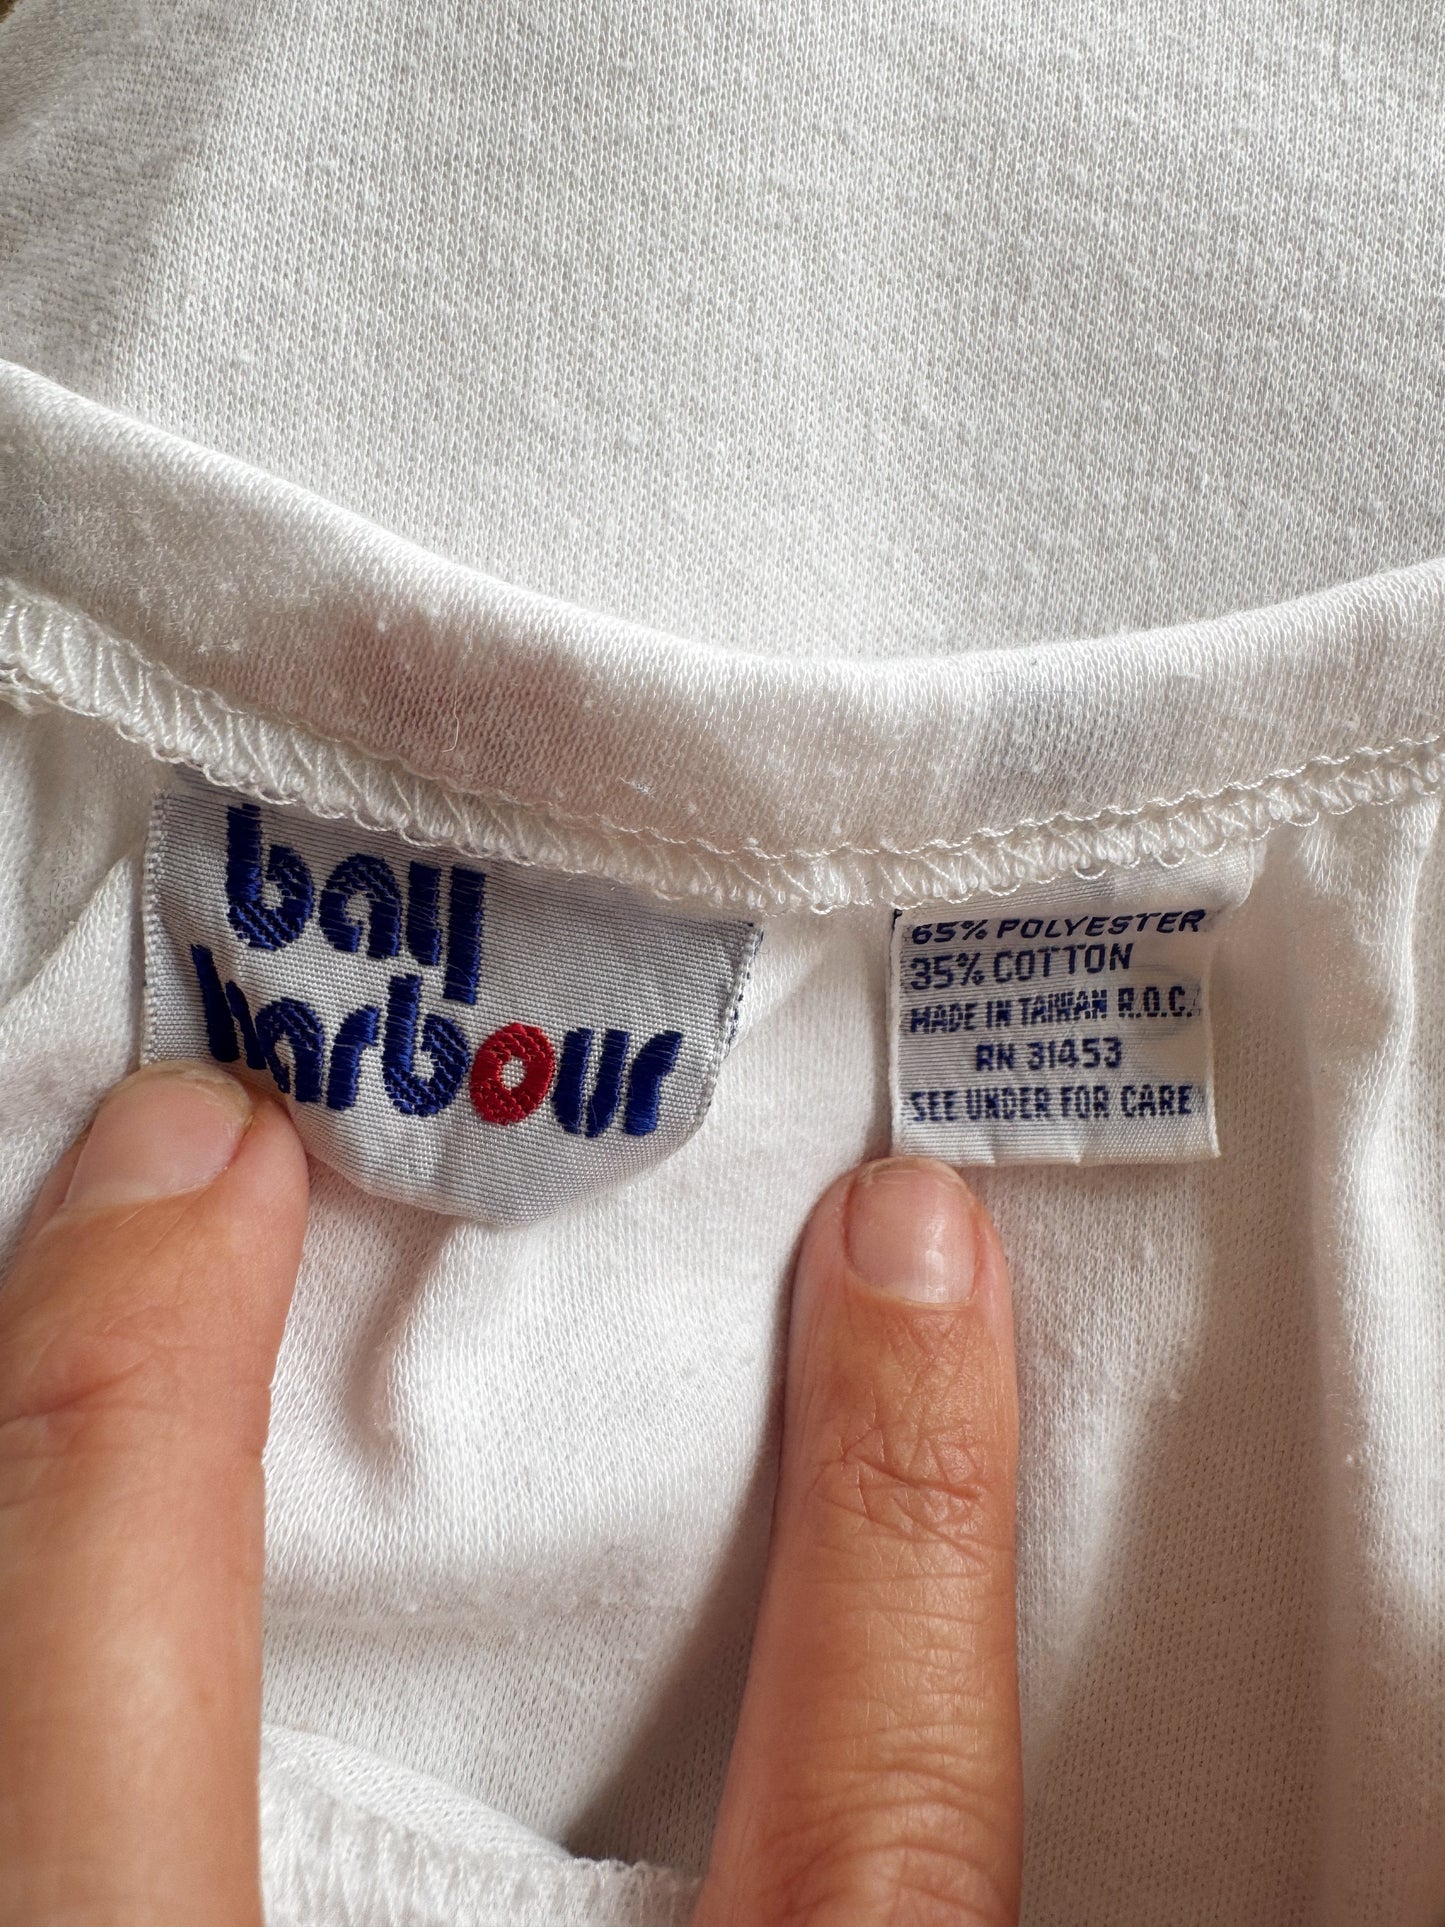 bay
harbour
65% POLYESTER
35% COTTON
MADE IN TAIWAN R.O.C.
RN 31453
SEE UNDER FOR CARE